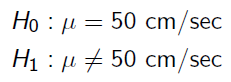 H₀ : μ = 50 cm/sec
H₁ : μ ≠ 50 cm/sec